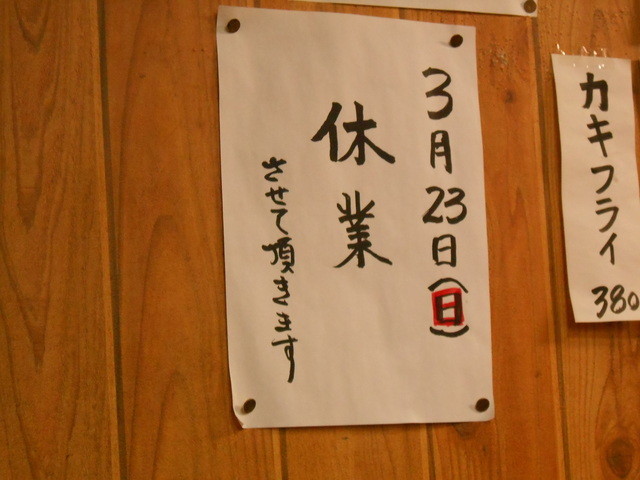 3月23日(日)
休業
させて頂きます
カキフライ 380